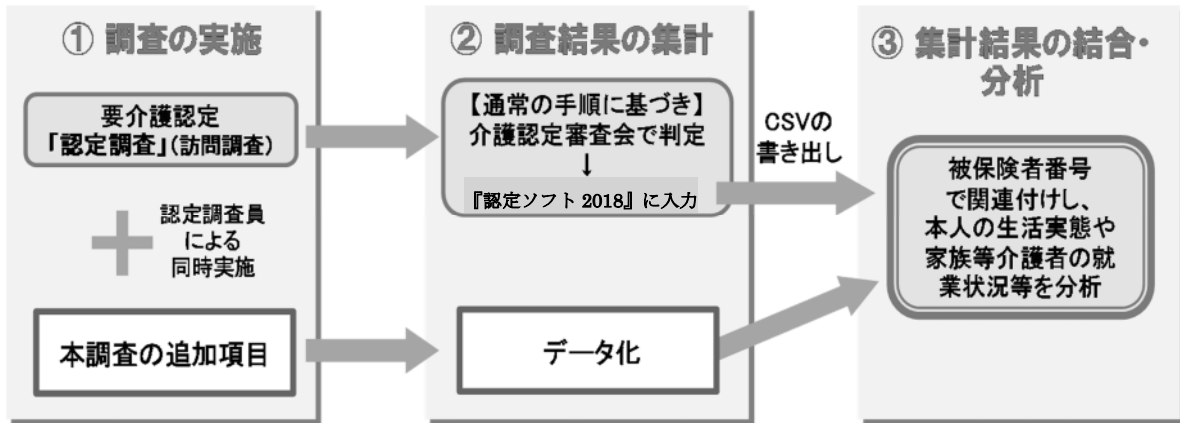 ① 調査の実施
要介護認定
「認定調査」(訪問調査)
認定調査員
による
同時実施
本調査の追加項目
② 調査結果の集計
【通常の手順に基づき】
介護認定審査会で判定
↓
『認定ソフト 2018』に入力
データ化
CSVの
書き出し
③ 集計結果の結合・
分析
被保険者番号
で関連付けし、
本人の生活実態や
家族等介護者の就
業状況等を分析